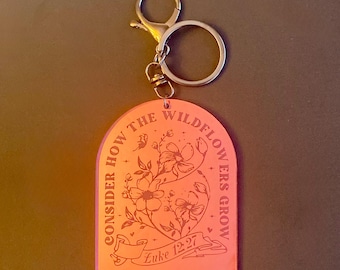 CONSIDER HOW THE WILDFLOWERS GROW
Luke 12:27